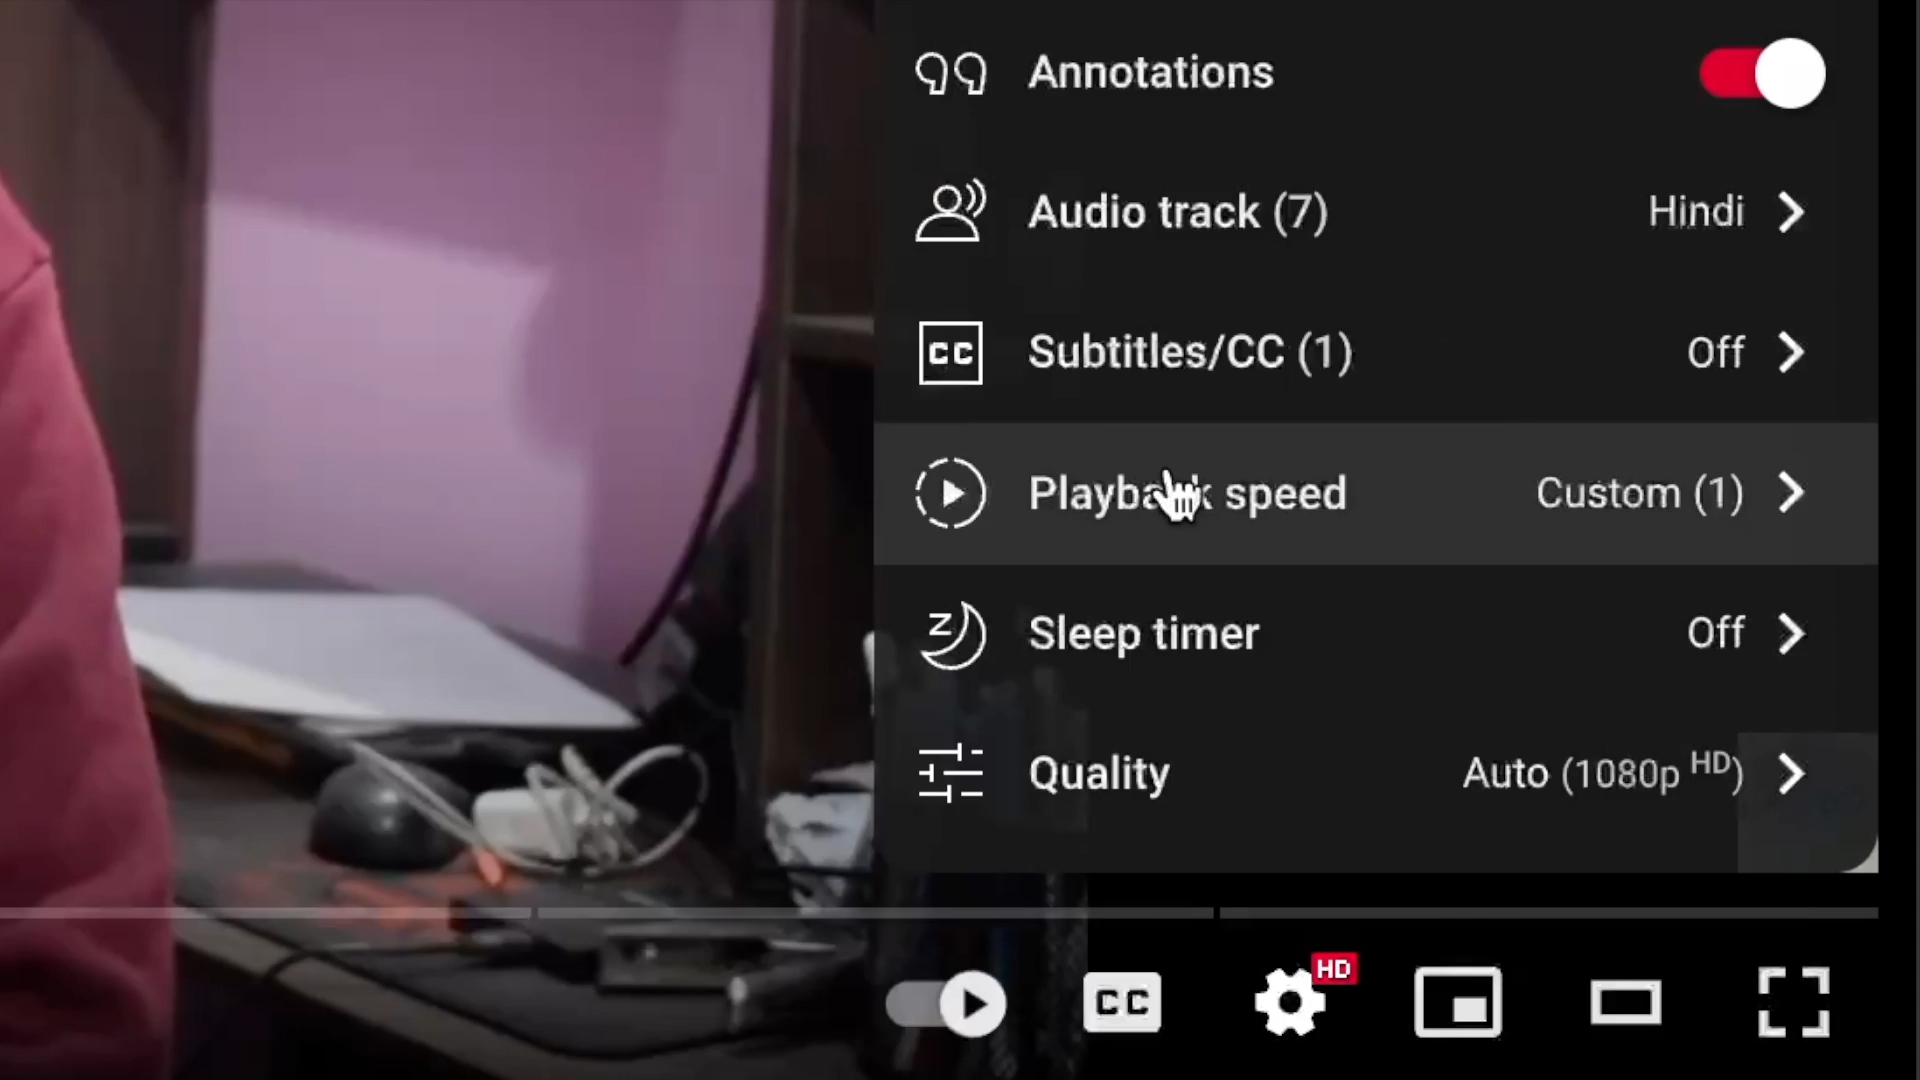 Annotations
Audio track (7) Hindi
Subtitles/CC (1) Off
Playback speed Custom (1)
Sleep timer Off
Quality Auto (1080p HD)
HD
CC